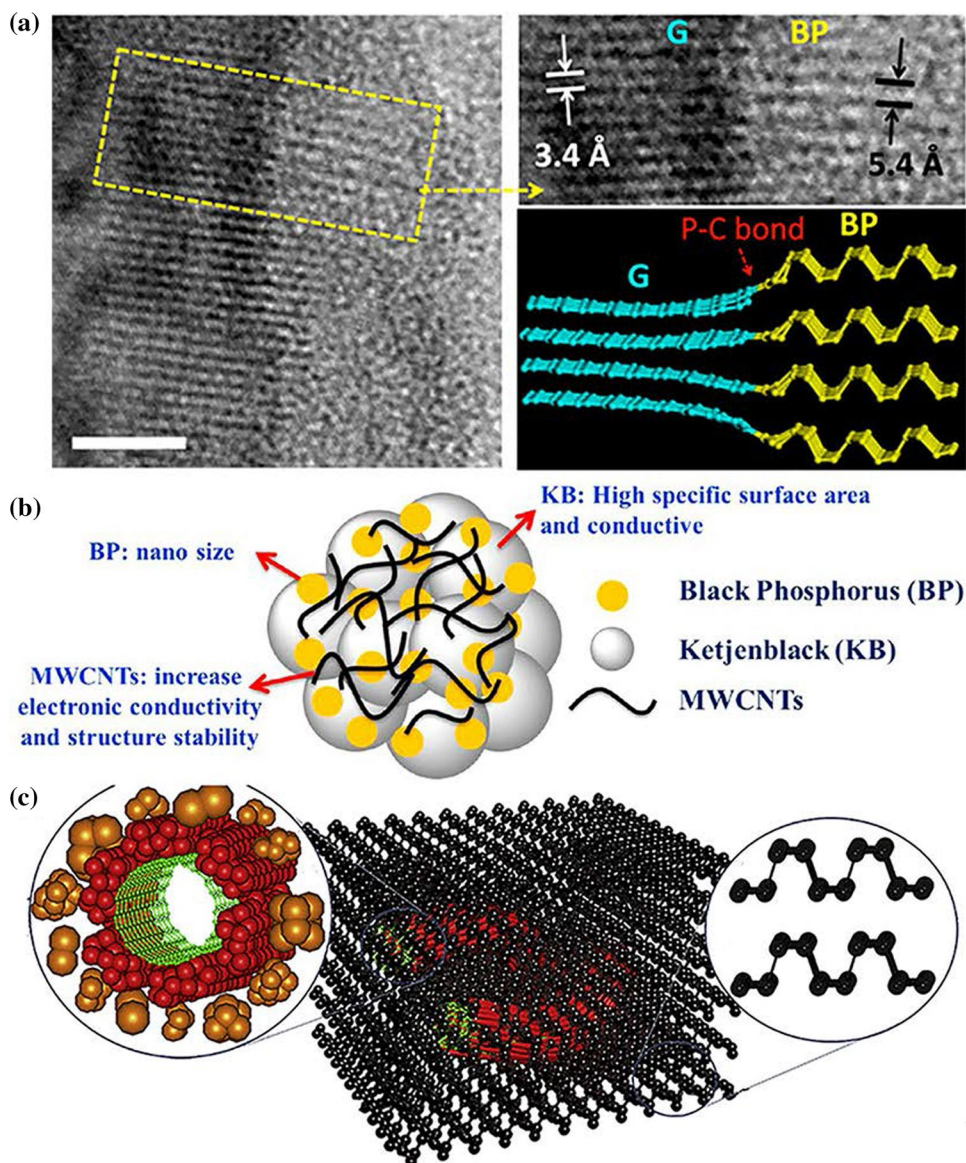 (a)
G
BP
3.4 Å
5.4 Å
P-C bond
BP
G
(b)
KB: High specific surface area
and conductive
BP: nano size
MWCNTs: increase
electronic conductivity
and structure stability
Black Phosphorus (BP)
Ketjenblack (KB)
MWCNTs
(c)